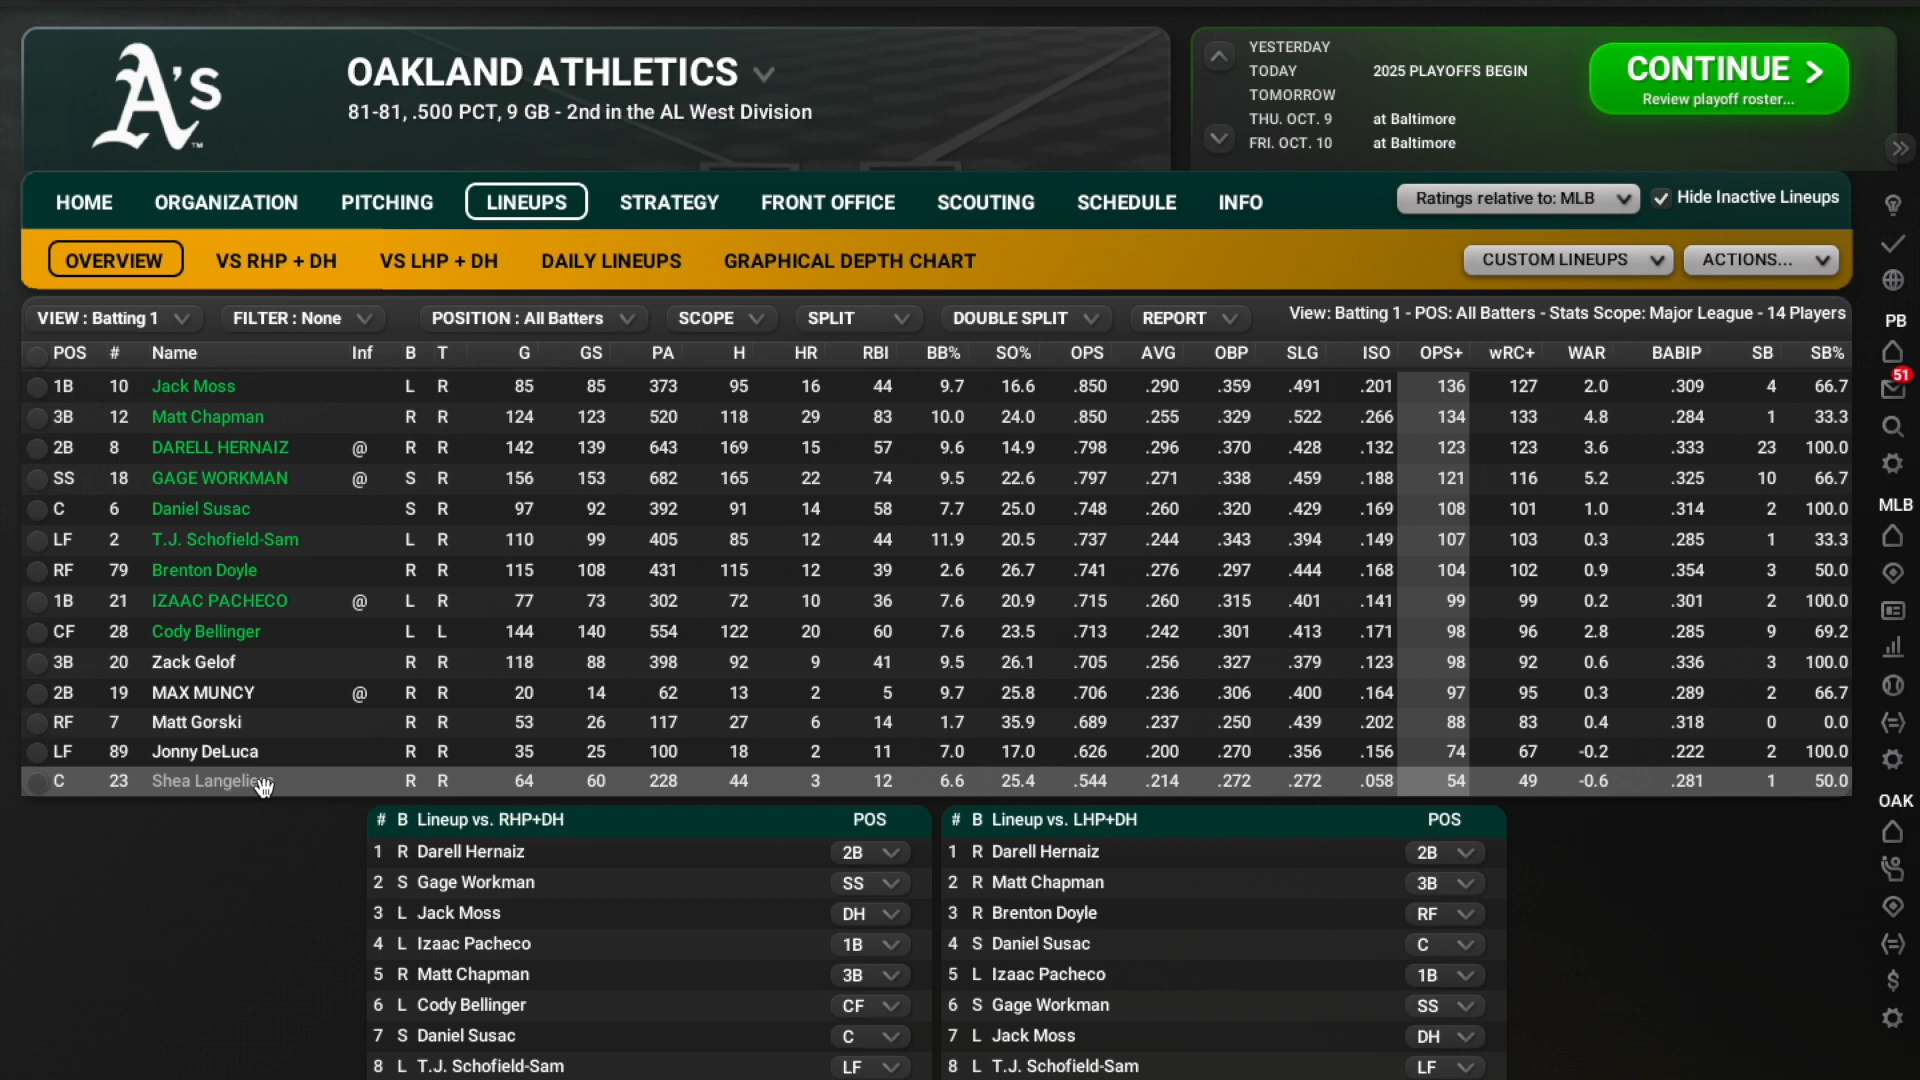 A's
OAKLAND ATHLETICS
81-81, .500 PCT, 9 GB - 2nd in the AL West Division
YESTERDAY
TODAY 2025 PLAYOFFS BEGIN
TOMORROW
THU. OCT. 9 at Baltimore
FRI. OCT. 10 at Baltimore
CONTINUE
Review playoff roster...
HOME ORGANIZATION PITCHING LINEUPS STRATEGY FRONT OFFICE SCOUTING SCHEDULE INFO Ratings relative to: MLB Hide Inactive Lineups
OVERVIEW VS RHP + DH VS LHP + DH DAILY LINEUPS GRAPHICAL DEPTH CHART CUSTOM LINEUPS ACTIONS...
VIEW : Batting 1 FILTER : None POSITION : All Batters SCOPE SPLIT DOUBLE SPLIT REPORT View: Batting 1 - POS: All Batters - Stats Scope: Major League - 14 Players
POS # Name Inf B T G GS PA H HR RBI BB% SO% OPS AVG OBP SLG ISO OPS+ wRC+ WAR BABIP SB SB%
1B 10 Jack Moss L R 85 85 373 95 16 44 9.7 16.6 .850 .290 .359 .491 .201 136 127 2.0 .309 4 66.7
3B 12 Matt Chapman R R 124 123 520 118 29 83 10.0 24.0 .850 .255 .329 .522 .266 134 133 4.8 .284 1 33.3
2B 8 DARELL HERNAIZ @ R R 142 139 643 169 15 57 9.6 14.9 .798 .296 .370 .428 .132 123 123 3.6 .333 23 100.0
SS 18 GAGE WORKMAN @ S R 156 153 682 165 22 74 9.5 22.6 .797 .271 .338 .459 .188 121 116 5.2 .325 10 66.7
C 6 Daniel Susac S R 97 92 392 91 14 58 7.7 25.0 .748 .260 .320 .429 .169 108 101 1.0 .314 2 100.0
LF 2 T.J. Schofield-Sam L R 110 99 405 85 12 44 11.9 20.5 .737 .244 .343 .394 .149 107 103 0.3 .285 1 33.3
RF 79 Brenton Doyle R R 115 108 431 115 12 39 2.6 26.7 .741 .276 .297 .444 .168 104 102 0.9 .354 3 50.0
1B 21 IZAAC PACHECO @ L R 77 73 302 72 10 36 7.6 20.9 .715 .260 .315 .401 .141 99 99 0.2 .301 2 100.0
CF 28 Cody Bellinger L L 144 140 554 122 20 60 7.6 23.5 .713 .242 .301 .413 .171 98 96 2.8 .285 9 69.2
3B 20 Zack Gelof R R 118 88 398 92 9 41 9.5 26.1 .705 .256 .327 .379 .123 98 92 0.6 .336 3 100.0
2B 19 MAX MUNCY @ R R 20 14 62 13 2 5 9.7 25.8 .706 .236 .306 .400 .164 97 95 0.3 .289 2 66.7
RF 7 Matt Gorski R R 53 26 117 27 6 14 1.7 35.9 .689 .237 .250 .439 .202 88 83 0.4 .318 0 0.0
LF 89 Jonny DeLuca R R 35 25 100 18 2 11 7.0 17.0 .626 .200 .270 .356 .156 74 67 -0.2 .222 2 100.0
C 23 Shea R R 64 60 228 44 3 12 6.6 25.4 .544 .214 .272 .272 .058 54 49 -0.6 .281 1 50.0
# B Lineup vs. RHP+DH POS
1 R Darell Hernaiz 2B
2 S Gage Workman SS
3 L Jack Moss DH
4 L Izaac Pacheco 1B
5 R Matt Chapman 3B
6 L Cody Bellinger CF
7 S Daniel Susac C
8 L T.J. Schofield-Sam LF
# B Lineup vs. LHP+DH POS
1 R Darell Hernaiz 2B
2 R Matt Chapman 3B
3 R Brenton Doyle RF
4 S Daniel Susac C
5 L Izaac Pacheco 1B
6 S Gage Workman SS
7 L Jack Moss DH
8 L T.J. Schofield-Sam LF
PB
51
MLB
OAK